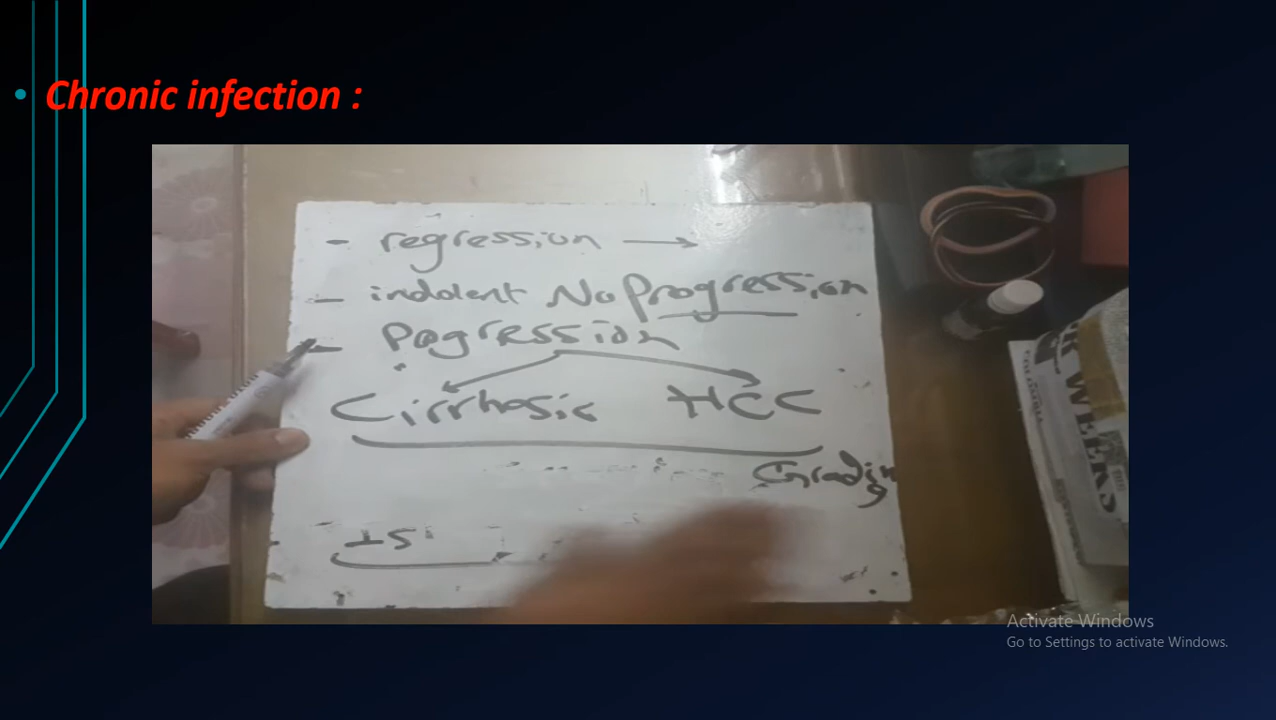 • Chronic infection :
- regression →
- indolent No Progression
- Pogression
Cirrhosis HCC
Grading
Activate Windows
Go to Settings to activate Windows.